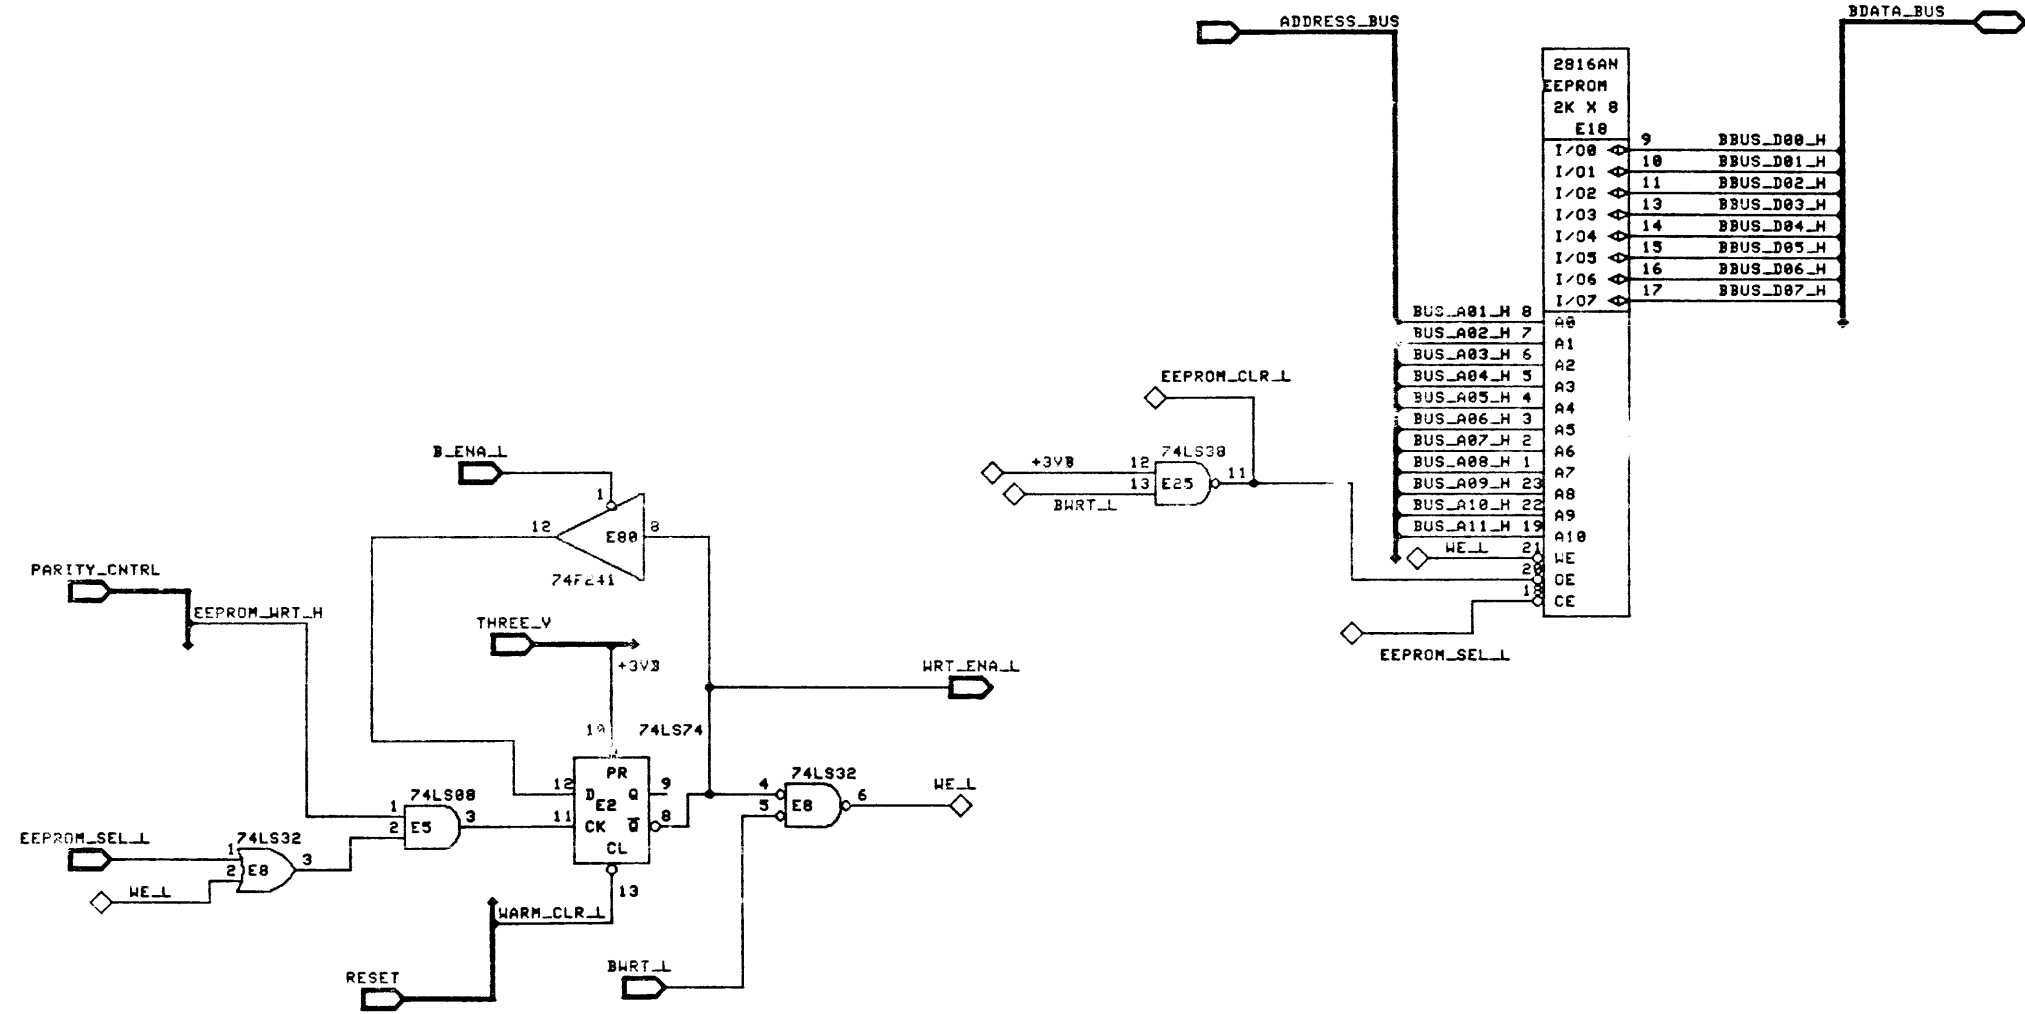 ADDRESS_BUS
BDATA_BUS
2816AN
EEPROM
2K X 8
E18
I/O0 9 BBUS_D00_H
I/O1 10 BBUS_D01_H
I/O2 11 BBUS_D02_H
I/O3 13 BBUS_D03_H
I/O4 14 BBUS_D04_H
I/O5 15 BBUS_D05_H
I/O6 16 BBUS_D06_H
I/O7 17 BBUS_D07_H
BUS_A01_H 8 A0
BUS_A02_H 7 A1
BUS_A03_H 6 A2
BUS_A04_H 5 A3
BUS_A05_H 4 A4
BUS_A06_H 3 A5
BUS_A07_H 2 A6
BUS_A08_H 1 A7
BUS_A09_H 23 A8
BUS_A10_H 22 A9
BUS_A11_H 19 A10
WE_L 21 WE
20 OE
18 CE
EEPROM_SEL_L
EEPROM_CLR_L
74LS38
+3VB 12
13 E25 11
BWRT_L
B_ENA_L
1
12 E80 8
74F241
PARITY_CNTRL
EEPROM_WRT_H
THREE_V
+3VB
WRT_ENA_L
10 74LS74
PR
12 D Q 9
E2
11 CK Q 8
CL
13
74LS08
1
2 E5 3
EEPROM_SEL_L
74LS32
1
2 E8 3
WE_L
74LS32
4
5 E8 6
WE_L
WARM_CLR_L
RESET
BWRT_L